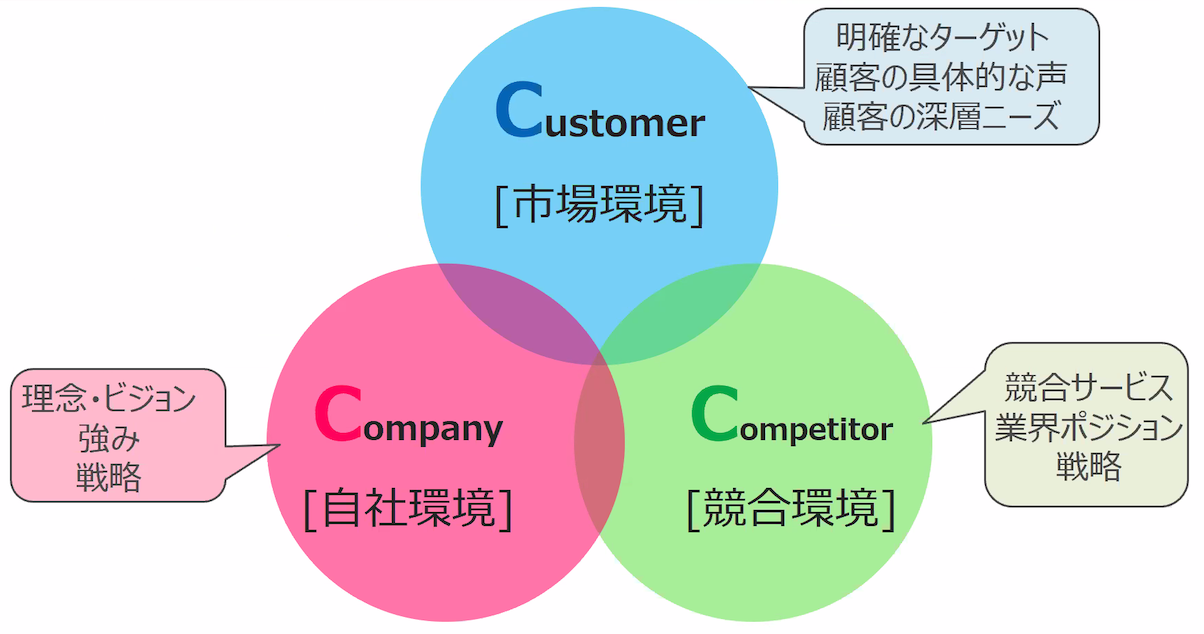 Customer
[市場環境]
明確なターゲット
顧客の具体的な声
顧客の深層ニーズ
Company
[自社環境]
理念・ビジョン
強み
戦略
Competitor
[競合環境]
競合サービス
業界ポジション
戦略